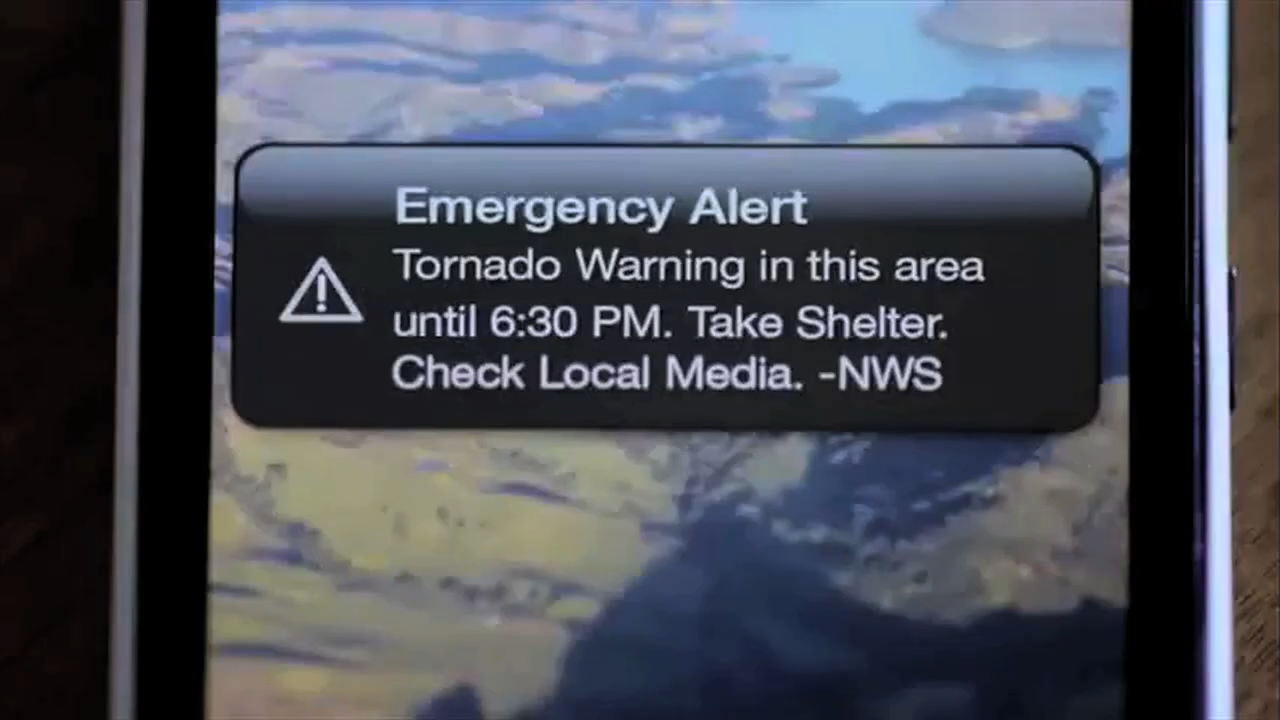 Emergency Alert
Tornado Warning in this area
until 6:30 PM. Take Shelter.
Check Local Media. -NWS